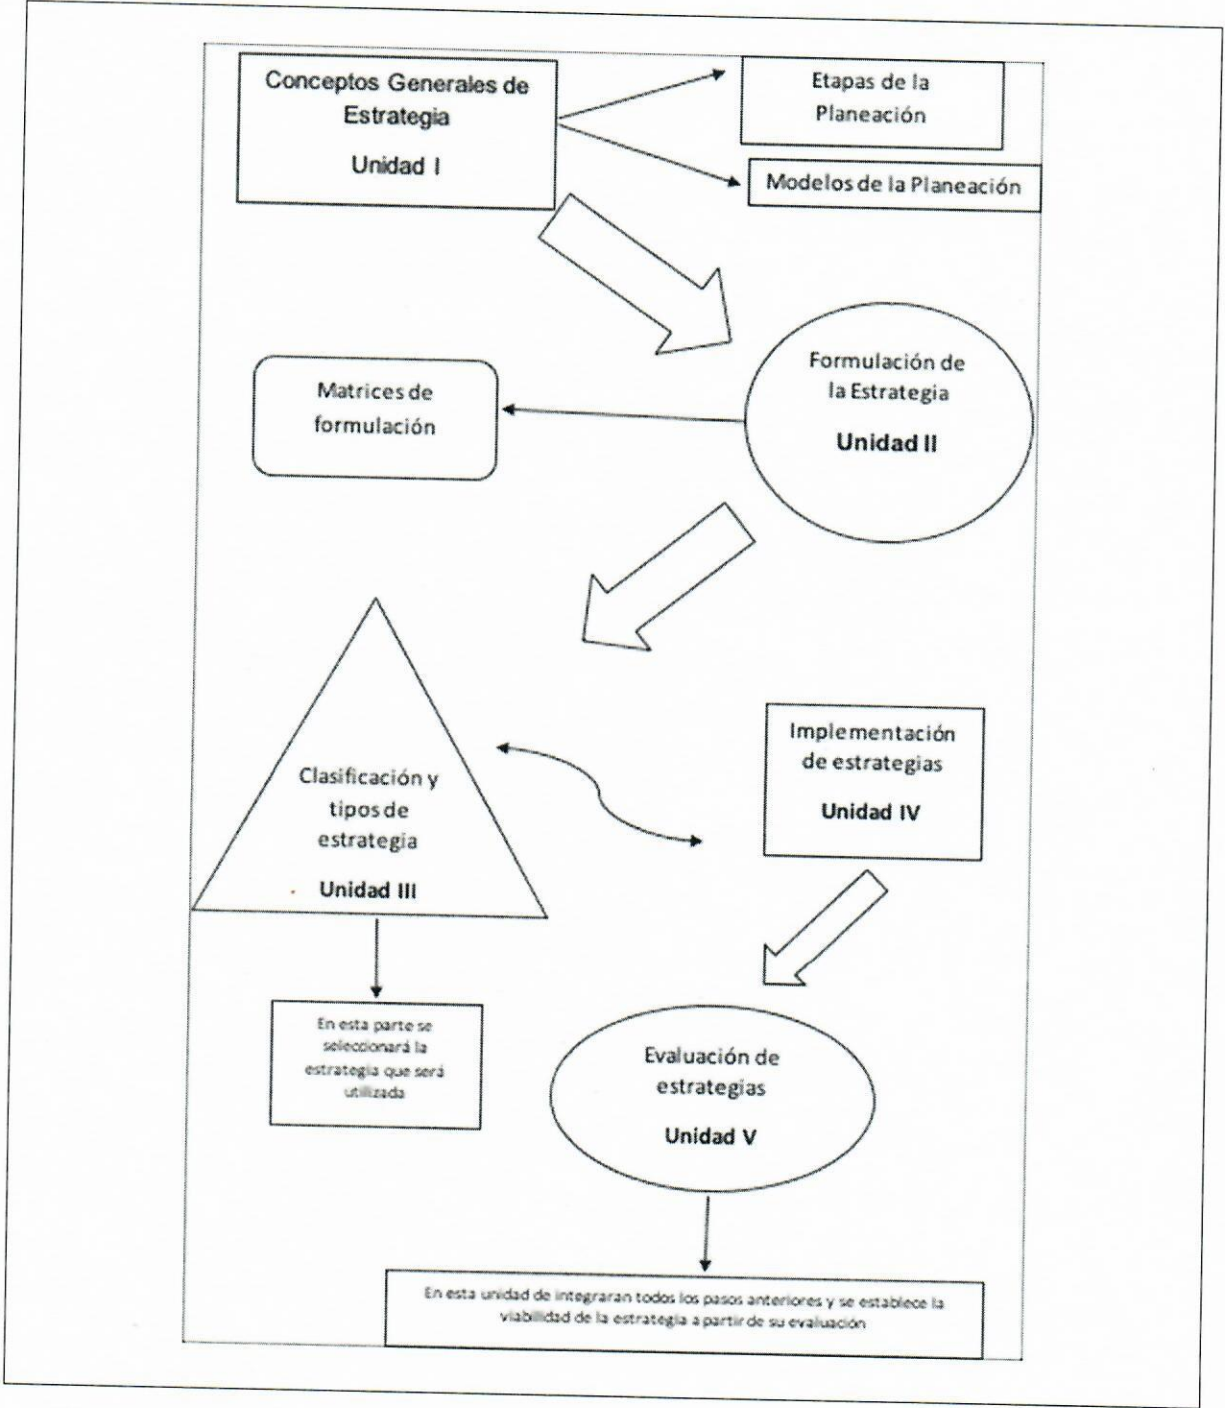 Conceptos Generales de
Estrategia
Unidad I
Etapas de la
Planeación
Modelos de la Planeación
Formulación de
la Estrategia
Unidad II
Matrices de
formulación
Clasificación y
tipos de
estrategia
Unidad III
Implementación
de estrategias
Unidad IV
En esta parte se
seleccionará la
estrategia que será
utilizada
Evaluación de
estrategias
Unidad V
En esta unidad de integraran todos los pasos anteriores y se establece la
viabilidad de la estrategia a partir de su evaluación